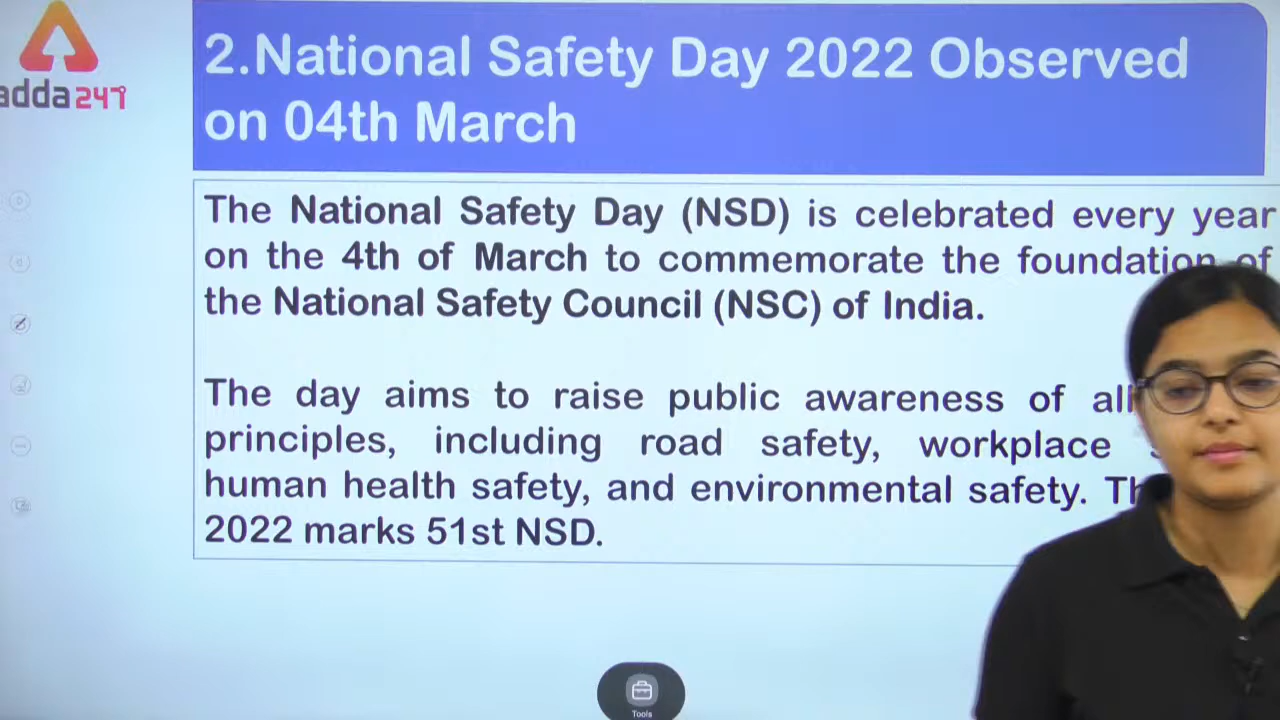 adda247
2.National Safety Day 2022 Observed
on 04th March
The National Safety Day (NSD) is celebrated every year
on the 4th of March to commemorate the foundation of
the National Safety Council (NSC) of India.
The day aims to raise public awareness of all
principles, including road safety, workplace
human health safety, and environmental safety.
2022 marks 51st NSD.
Tools